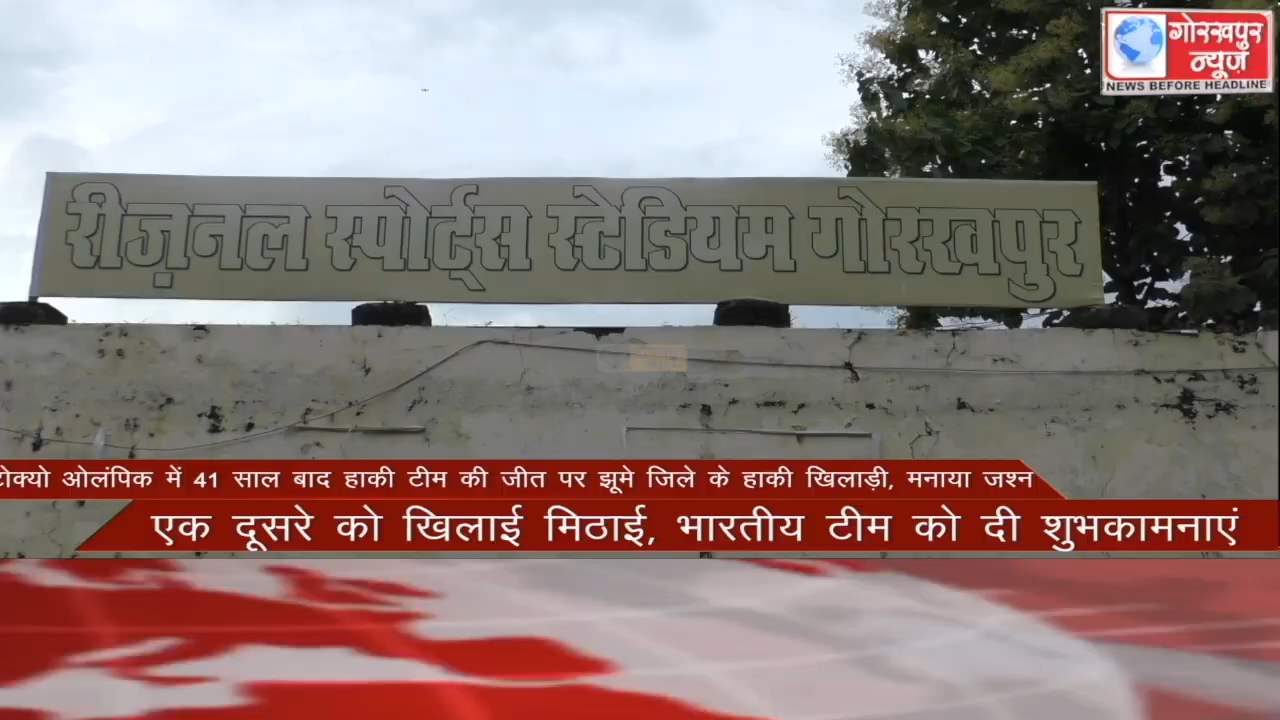 गोरखपुर
न्यूज़
NEWS BEFORE HEADLINE
रीज़नल स्पोर्ट्स स्टेडियम गोरखपुर
टोक्यो ओलंपिक में 41 साल बाद हाकी टीम की जीत पर झूमे जिले के हाकी खिलाड़ी, मनाया जश्न
एक दूसरे को खिलाई मिठाई, भारतीय टीम को दी शुभकामनाएं